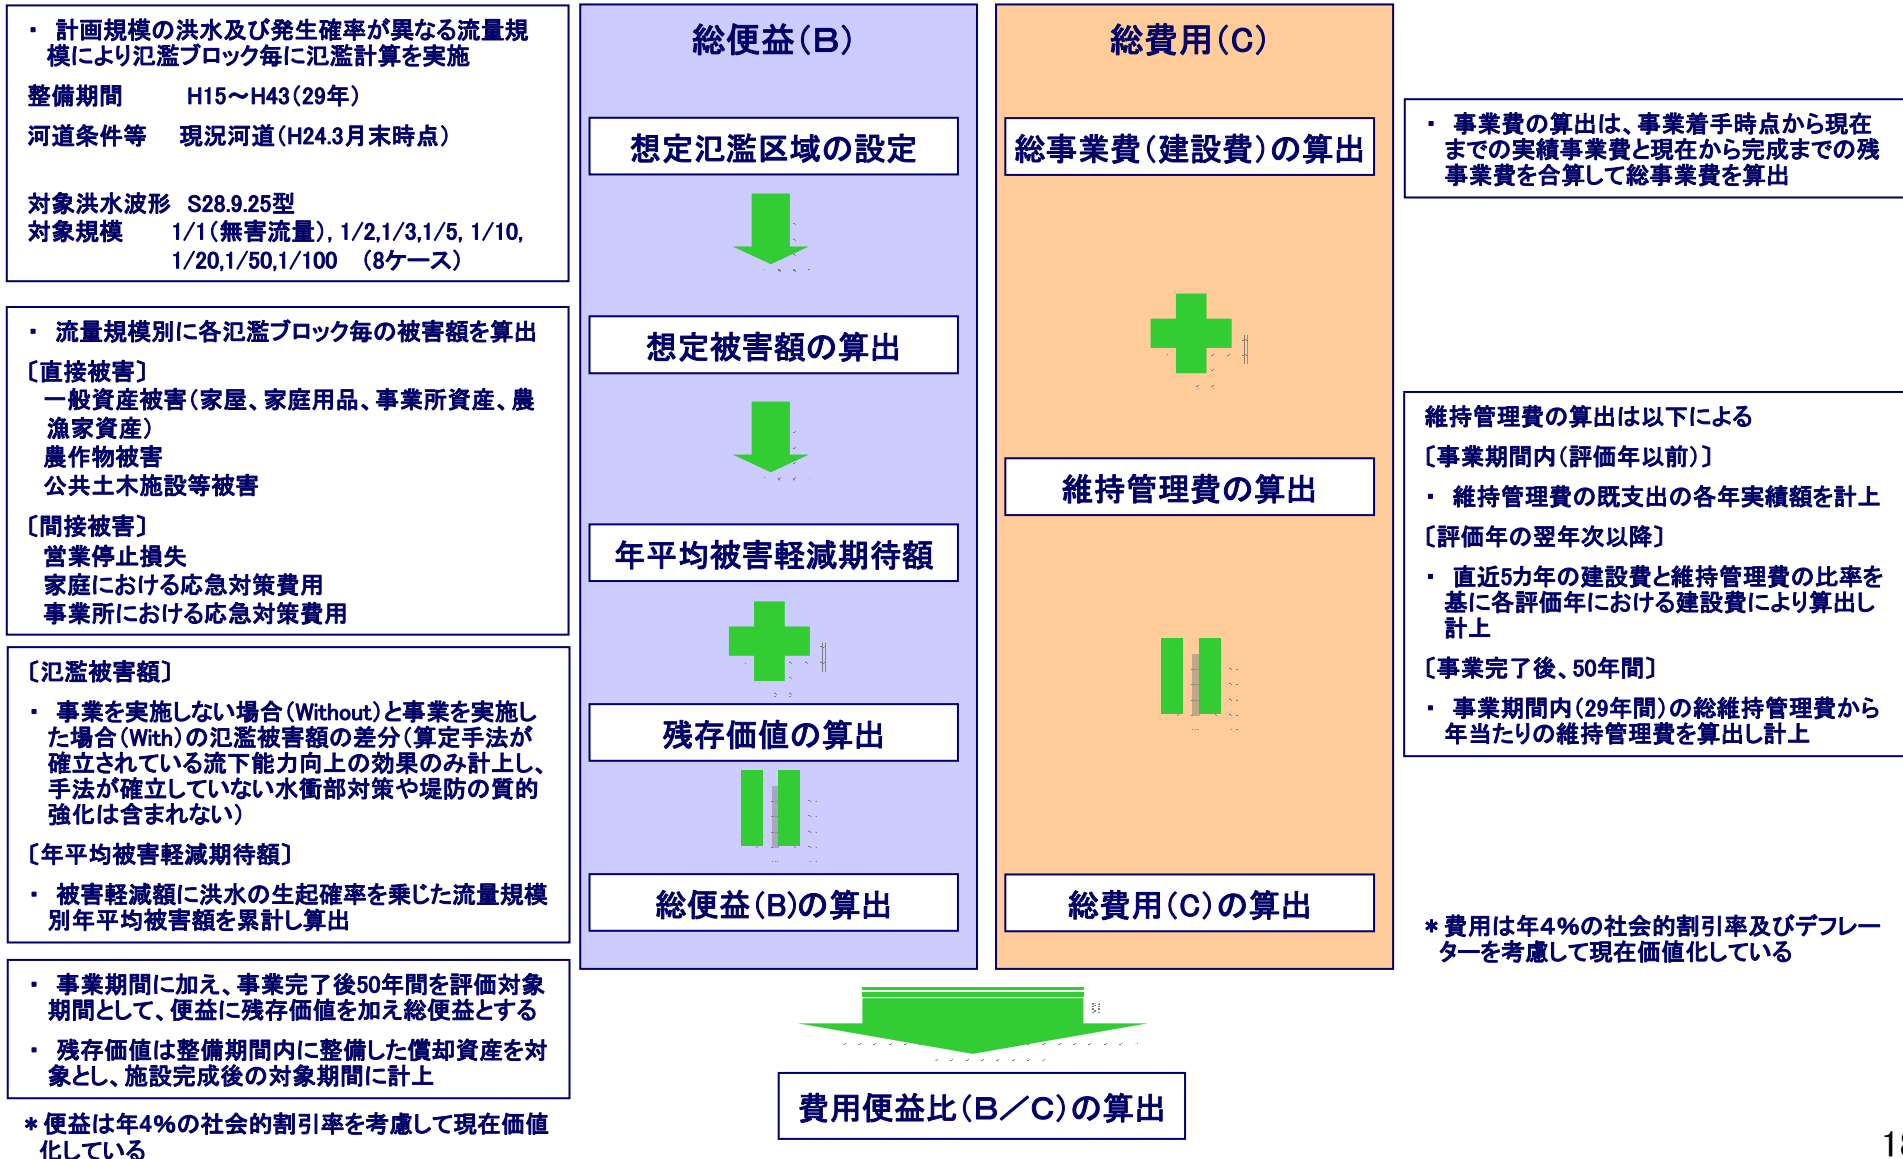 ・ 計画規模の洪水及び発生確率が異なる流量規
模により氾濫ブロック毎に氾濫計算を実施
整備期間 H15～H43（29年）
河道条件等 現況河道（H24.3月末時点）
対象洪水波形 S28.9.25型
対象規模 1/1（無害流量）, 1/2,1/3,1/5, 1/10,
1/20,1/50,1/100 （8ケース）
・ 流量規模別に各氾濫ブロック毎の被害額を算出
〔直接被害〕
一般資産被害（家屋、家庭用品、事業所資産、農
漁家資産）
農作物被害
公共土木施設等被害
〔間接被害〕
営業停止損失
家庭における応急対策費用
事業所における応急対策費用
〔氾濫被害額〕
・ 事業を実施しない場合（Without）と事業を実施し
た場合（With）の氾濫被害額の差分（算定手法が
確立されている流下能力向上の効果のみ計上し、
手法が確立していない水衝部対策や堤防の質的
強化は含まれない）
〔年平均被害軽減期待額〕
・ 被害軽減額に洪水の生起確率を乗じた流量規模
別年平均被害額を累計し算出
・ 事業期間に加え、事業完了後50年間を評価対象
期間として、便益に残存価値を加え総便益とする
・ 残存価値は整備期間内に整備した償却資産を対
象とし、施設完成後の対象期間に計上
＊便益は年4％の社会的割引率を考慮して現在価値
化している
総便益（B）
想定氾濫区域の設定
想定被害額の算出
年平均被害軽減期待額
残存価値の算出
総便益（B）の算出
総費用（C）
総事業費（建設費）の算出
維持管理費の算出
総費用（C）の算出
費用便益比（B／C）の算出
・ 事業費の算出は、事業着手時点から現在
までの実績事業費と現在から完成までの残
事業費を合算して総事業費を算出
維持管理費の算出は以下による
〔事業期間内（評価年以前）〕
・ 維持管理費の既支出の各年実績額を計上
〔評価年の翌年次以降〕
・ 直近5カ年の建設費と維持管理費の比率を
基に各評価年における建設費により算出し
計上
〔事業完了後、50年間〕
・ 事業期間内（29年間）の総維持管理費から
年当たりの維持管理費を算出し計上
＊費用は年4％の社会的割引率及びデフレー
ターを考慮して現在価値化している